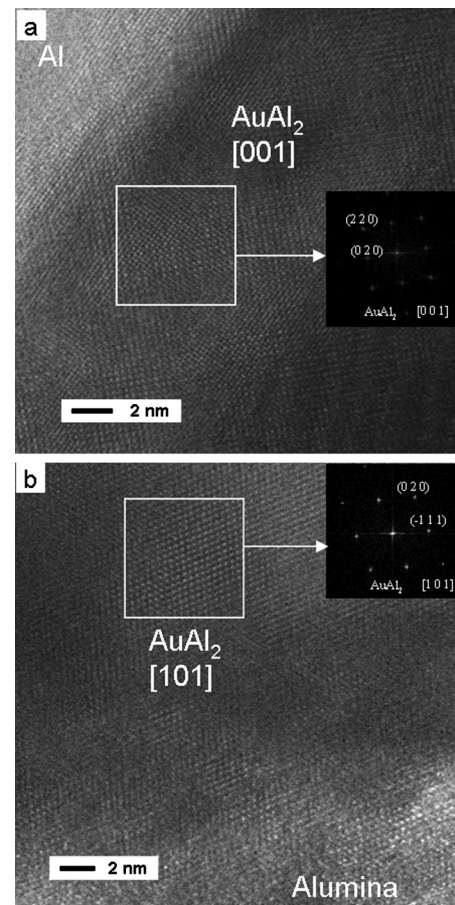 a
Al
AuAl₂
[001]
(2 2 0)
(0 2 0)
AuAl₂ [0 0 1]
2 nm
b
(0 2 0)
(-1 1 1)
AuAl₂ [1 0 1]
AuAl₂
[101]
2 nm
Alumina